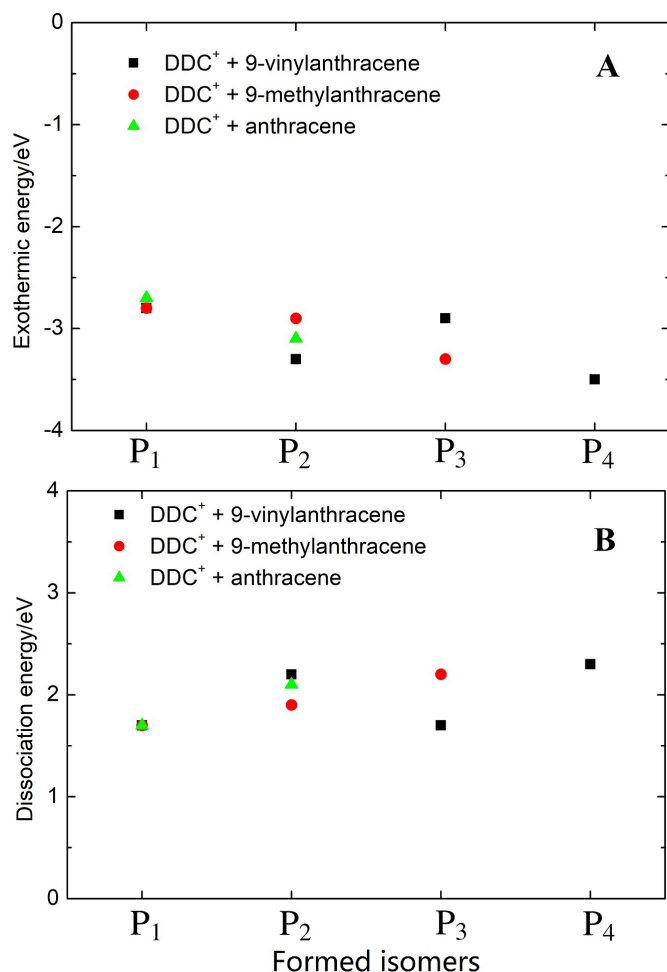 0
-1
-2
-3
-4
Exothermic energy/eV
DDC⁺ + 9-vinylanthracene
DDC⁺ + 9-methylanthracene
DDC⁺ + anthracene
A
P₁ P₂ P₃ P₄
4
3
2
1
0
Dissociation energy/eV
DDC⁺ + 9-vinylanthracene
DDC⁺ + 9-methylanthracene
DDC⁺ + anthracene
B
P₁ P₂ P₃ P₄
Formed isomers